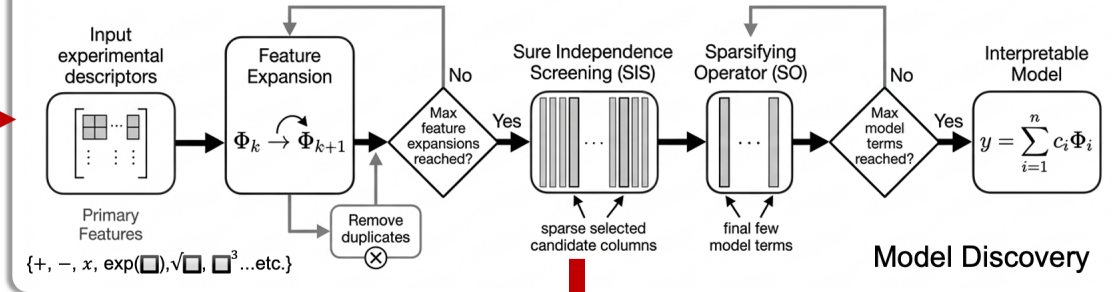 Input
experimental
descriptors
[ ... ⋮ ⋮ ⋮ ]
Primary
Features
{+, −, x, exp(□),√□, □³...etc.}
Feature
Expansion
Φk → Φk+1
Remove
duplicates
No
Max
feature
expansions
reached?
Yes
Sure Independence
Screening (SIS)
...
sparse selected
candidate columns
Sparsifying
Operator (SO)
...
final few
model terms
No
Max
model
terms
reached?
Yes
Interpretable
Model
y = ∑ⁿᵢ₌₁ cᵢΦᵢ
Model Discovery